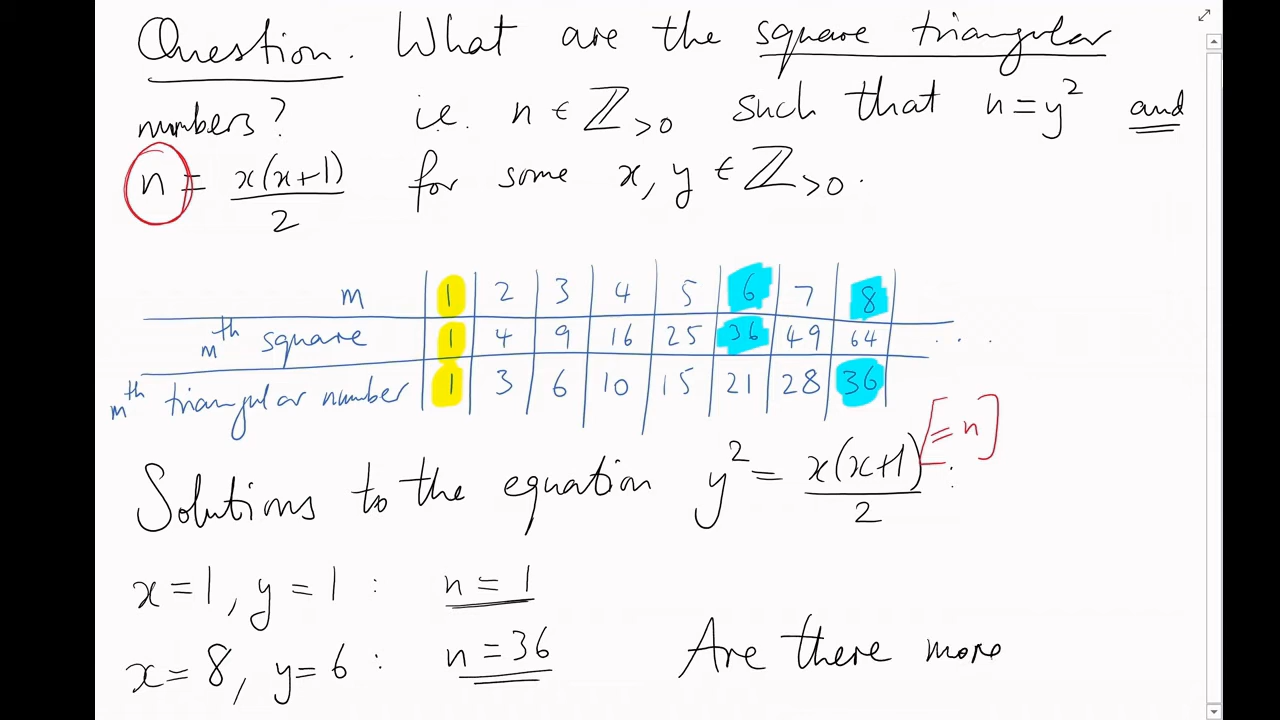 Question. What are the square triangular
numbers? i.e. n ∈ ℤ>0 such that n = y² and
n = x(x+1)/2 for some x, y ∈ ℤ>0.
m 1 2 3 4 5 6 7 8
mth square 1 4 9 16 25 36 49 64 ...
mth triangular number 1 3 6 10 15 21 28 36
Solutions to the equation y² = x(x+1)/2 [= n] :
x = 1, y = 1 : n = 1
x = 8, y = 6 : n = 36 Are there more